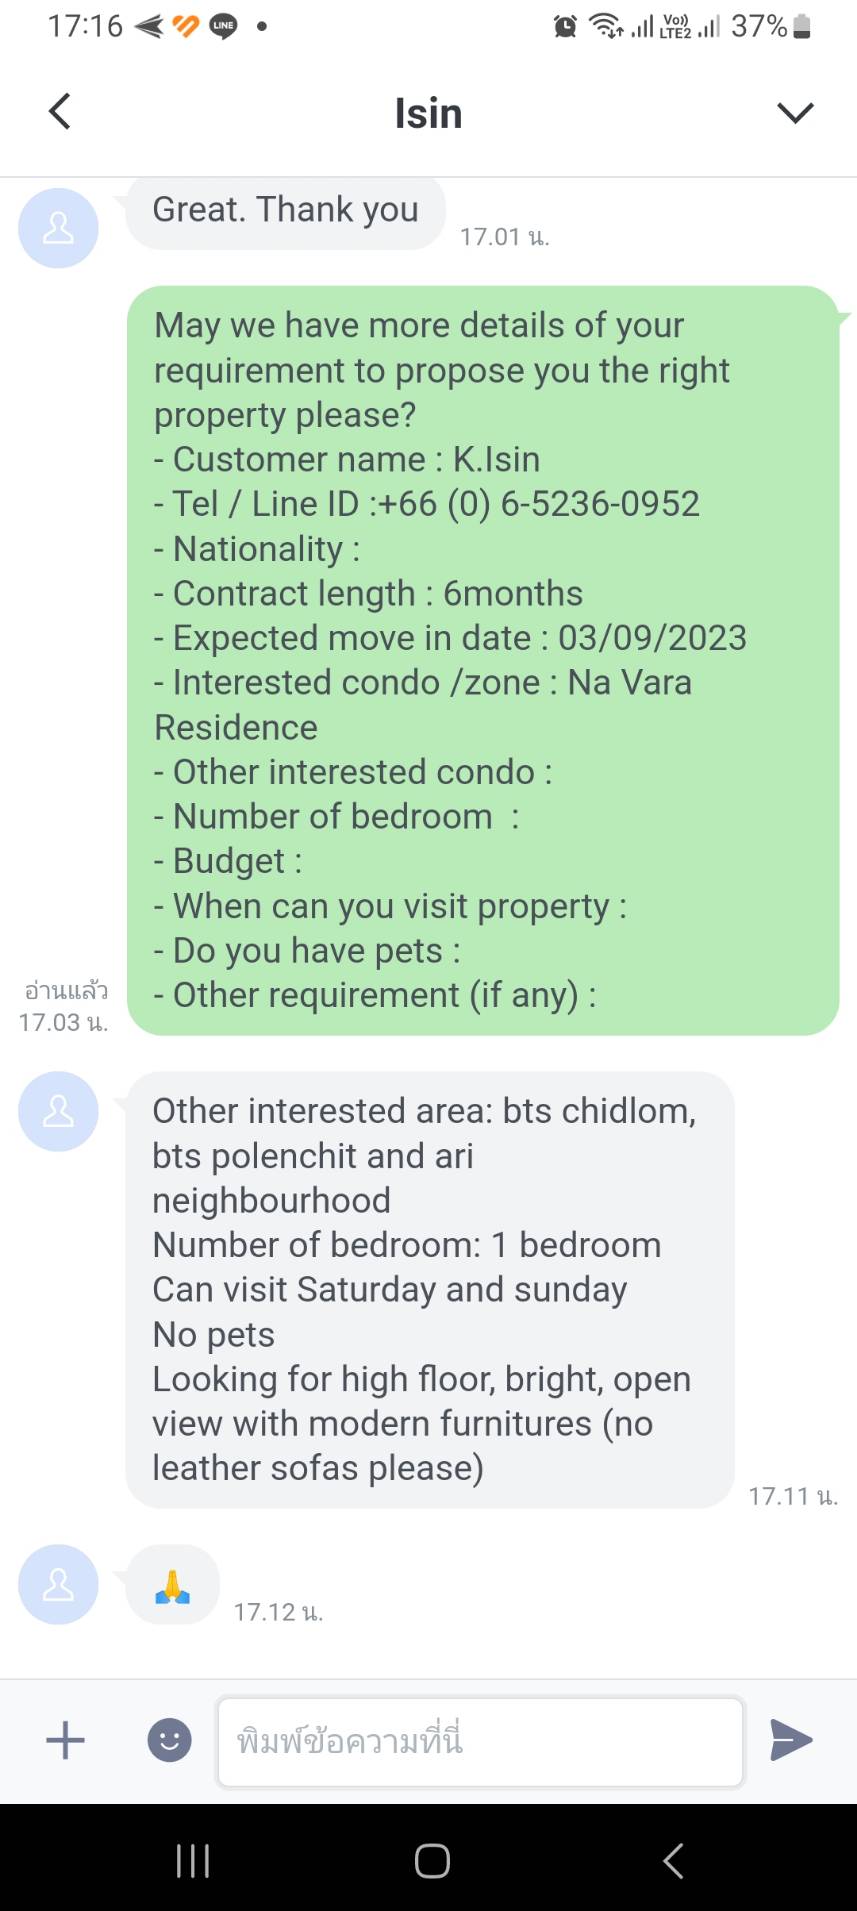 17:16
LINE
Vo))
LTE2
37%
Isin
Great. Thank you
17.01 น.
May we have more details of your
requirement to propose you the right
property please?
- Customer name : K.Isin
- Tel / Line ID :+66 (0) 6-5236-0952
- Nationality :
- Contract length : 6months
- Expected move in date : 03/09/2023
- Interested condo /zone : Na Vara
Residence
- Other interested condo :
- Number of bedroom  :
- Budget :
- When can you visit property :
- Do you have pets :
- Other requirement (if any) :
อ่านแล้ว
17.03 น.
Other interested area: bts chidlom,
bts polenchit and ari
neighbourhood
Number of bedroom: 1 bedroom
Can visit Saturday and sunday
No pets
Looking for high floor, bright, open
view with modern furnitures (no
leather sofas please)
17.11 น.
🙏
17.12 น.
พิมพ์ข้อความที่นี่